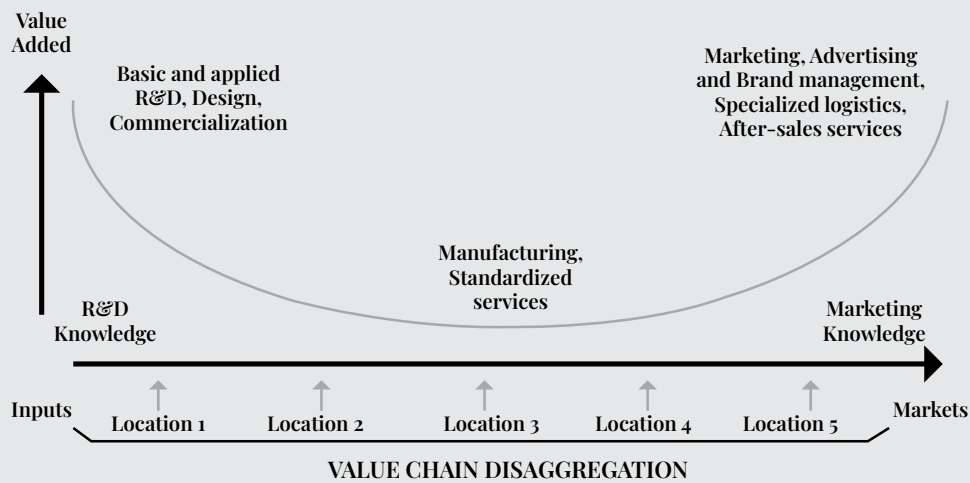 Value
Added
Basic and applied
R&D, Design,
Commercialization
Marketing, Advertising
and Brand management,
Specialized logistics,
After-sales services
Manufacturing,
Standardized
services
R&D
Knowledge
Marketing
Knowledge
Inputs
Location 1
Location 2
Location 3
Location 4
Location 5
Markets
VALUE CHAIN DISAGGREGATION